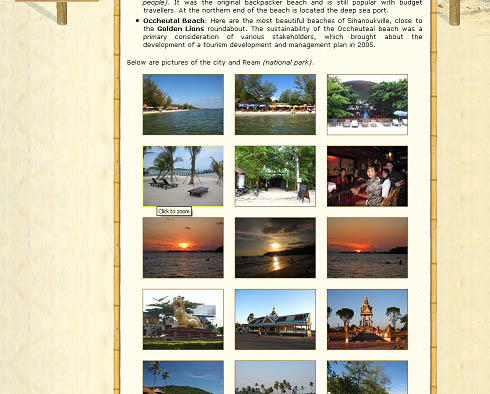 people). It was the original backpacker beach and is still popular with budget
travellers. At the northern end of the beach is located the deep sea port.
• Occheutal Beach: Here are the most beautiful beaches of Sihanoukville, close to
the Golden Lions roundabout. The sustainability of the Occheuteal beach was a
primary consideration of various stakeholders, which brought about the
development of a tourism development and management plan in 2005.
Below are pictures of the city and Ream (national park).
Click to zoom